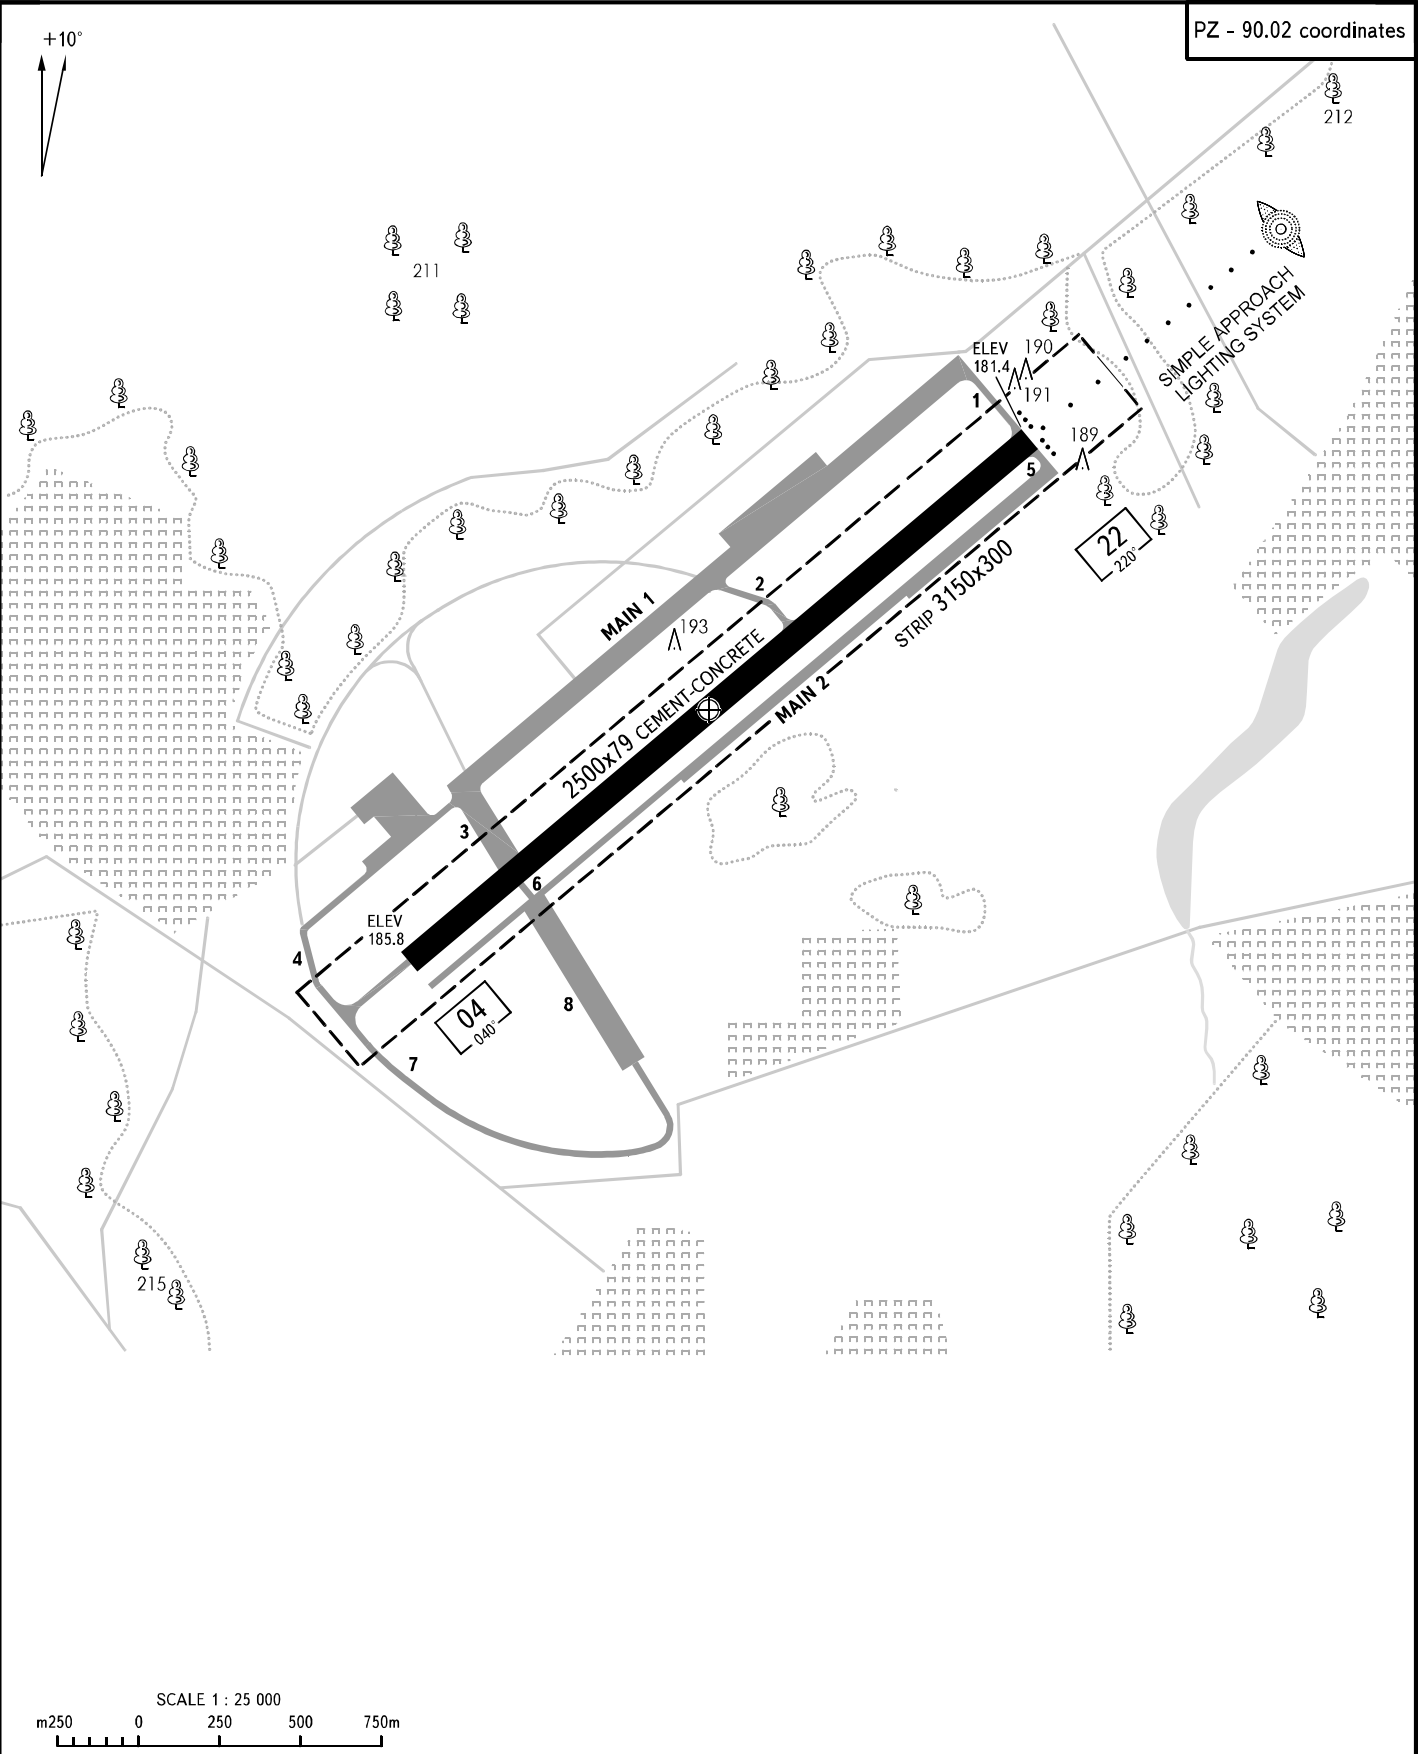 PZ - 90.02 coordinates
+10°
212
211
SIMPLE APPROACH
LIGHTING SYSTEM
ELEV
181.4
190
191
1
189
5
22
220°
STRIP 3150x300
2
MAIN 1
193
2500x79 CEMENT-CONCRETE
MAIN 2
3
6
ELEV
185.8
4
04
040°
8
7
215
SCALE 1 : 25 000
m250 0 250 500 750m